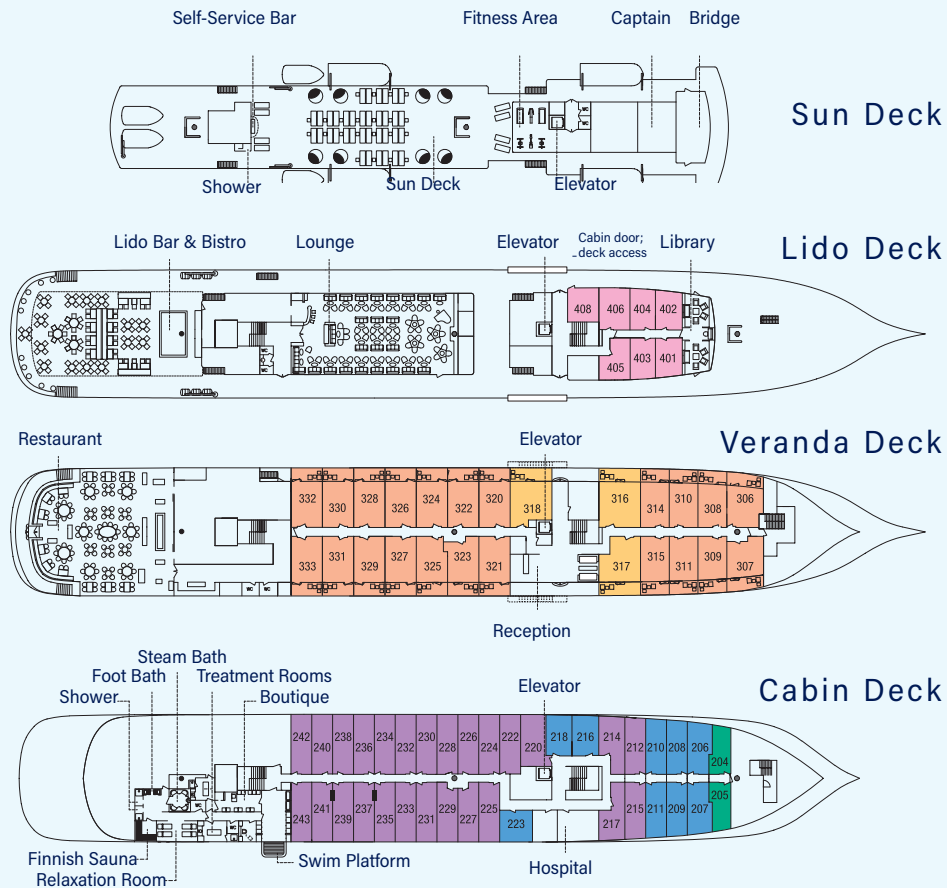 Self-Service Bar
Fitness Area
Captain
Bridge
Sun Deck
Shower
Sun Deck
Elevator
Lido Deck
Lido Bar & Bistro
Lounge
Elevator
Cabin door;
deck access
Library
408 406 404 402
405 403 401
Veranda Deck
Restaurant
Elevator
332 330 328 326 324 322 320 318 316 314 310 308 306
333 331 329 327 325 323 321 317 315 311 309 307
Reception
Cabin Deck
Steam Bath
Foot Bath
Treatment Rooms
Shower
Boutique
Elevator
242 240 238 236 234 232 230 228 226 224 222 220 218 216 214 212 210 208 206 204
243 241 239 237 235 233 231 229 227 225 223 217 215 211 209 207 205
Finnish Sauna
Swim Platform
Hospital
Relaxation Room